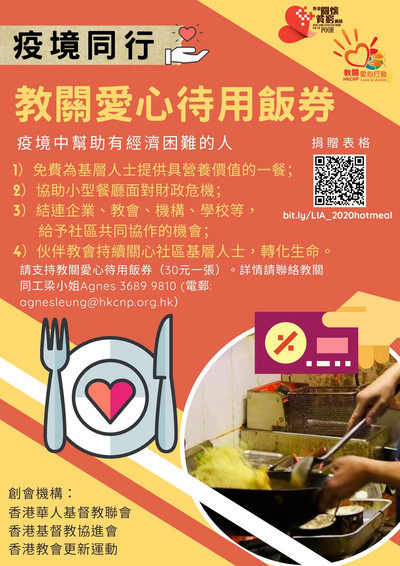 疫境同行
教關
HKCNP
愛心行動
Love in Action
教關愛心待用飯券
疫境中幫助有經濟困難的人
捐贈表格
1）免費為基層人士提供具營養價值的一餐；
2）協助小型餐廳面對財政危機；
3）結連企業、教會、機構、學校等，
給予社區共同協作的機會；
bit.ly/LIA_2020hotmeal
4）伙伴教會持續關心社區基層人士，轉化生命。
請支持教關愛心待用飯券（30元一張）。詳情請聯絡教關
同工梁小姐Agnes 3689 9810 (電郵:
agnesleung@hkcnp.org.hk)
創會機構：
香港華人基督教聯會
香港基督教協進會
香港教會更新運動